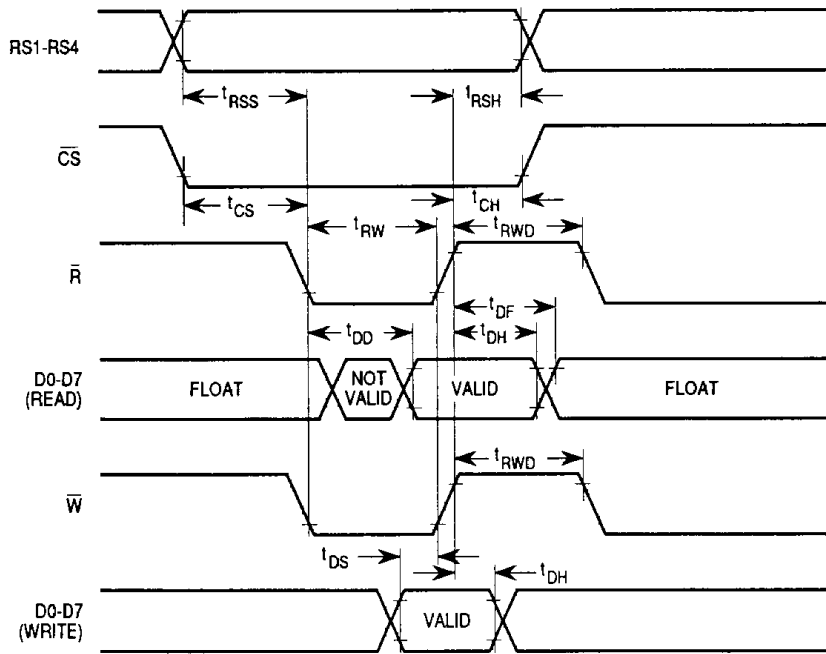 RS1-RS4
tRSS
tRSH
C̅S̅
tCS
tCH
tRW
tRWD
R̅
tDF
tDD
tDH
D0-D7
(READ)
FLOAT
NOT
VALID
VALID
FLOAT
tRWD
W̅
tDS
tDH
D0-D7
(WRITE)
VALID